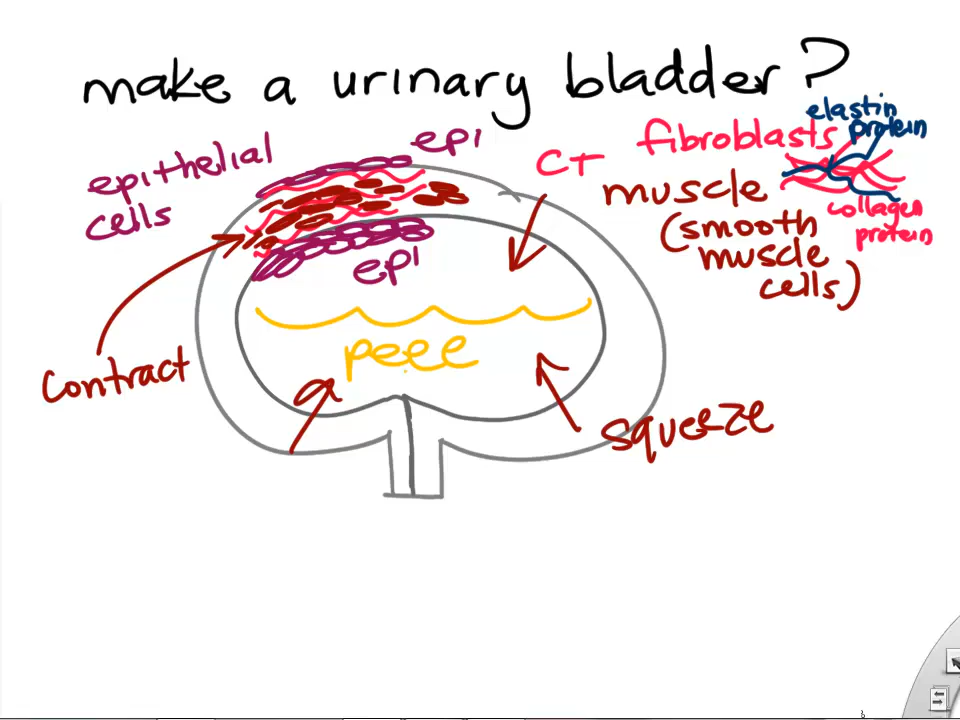 make a urinary bladder?
epithelial
cells
epi
CT
fibroblasts
elastin
protein
collagen
protein
muscle
(smooth
muscle
cells)
epi
peee
contract
squeeze